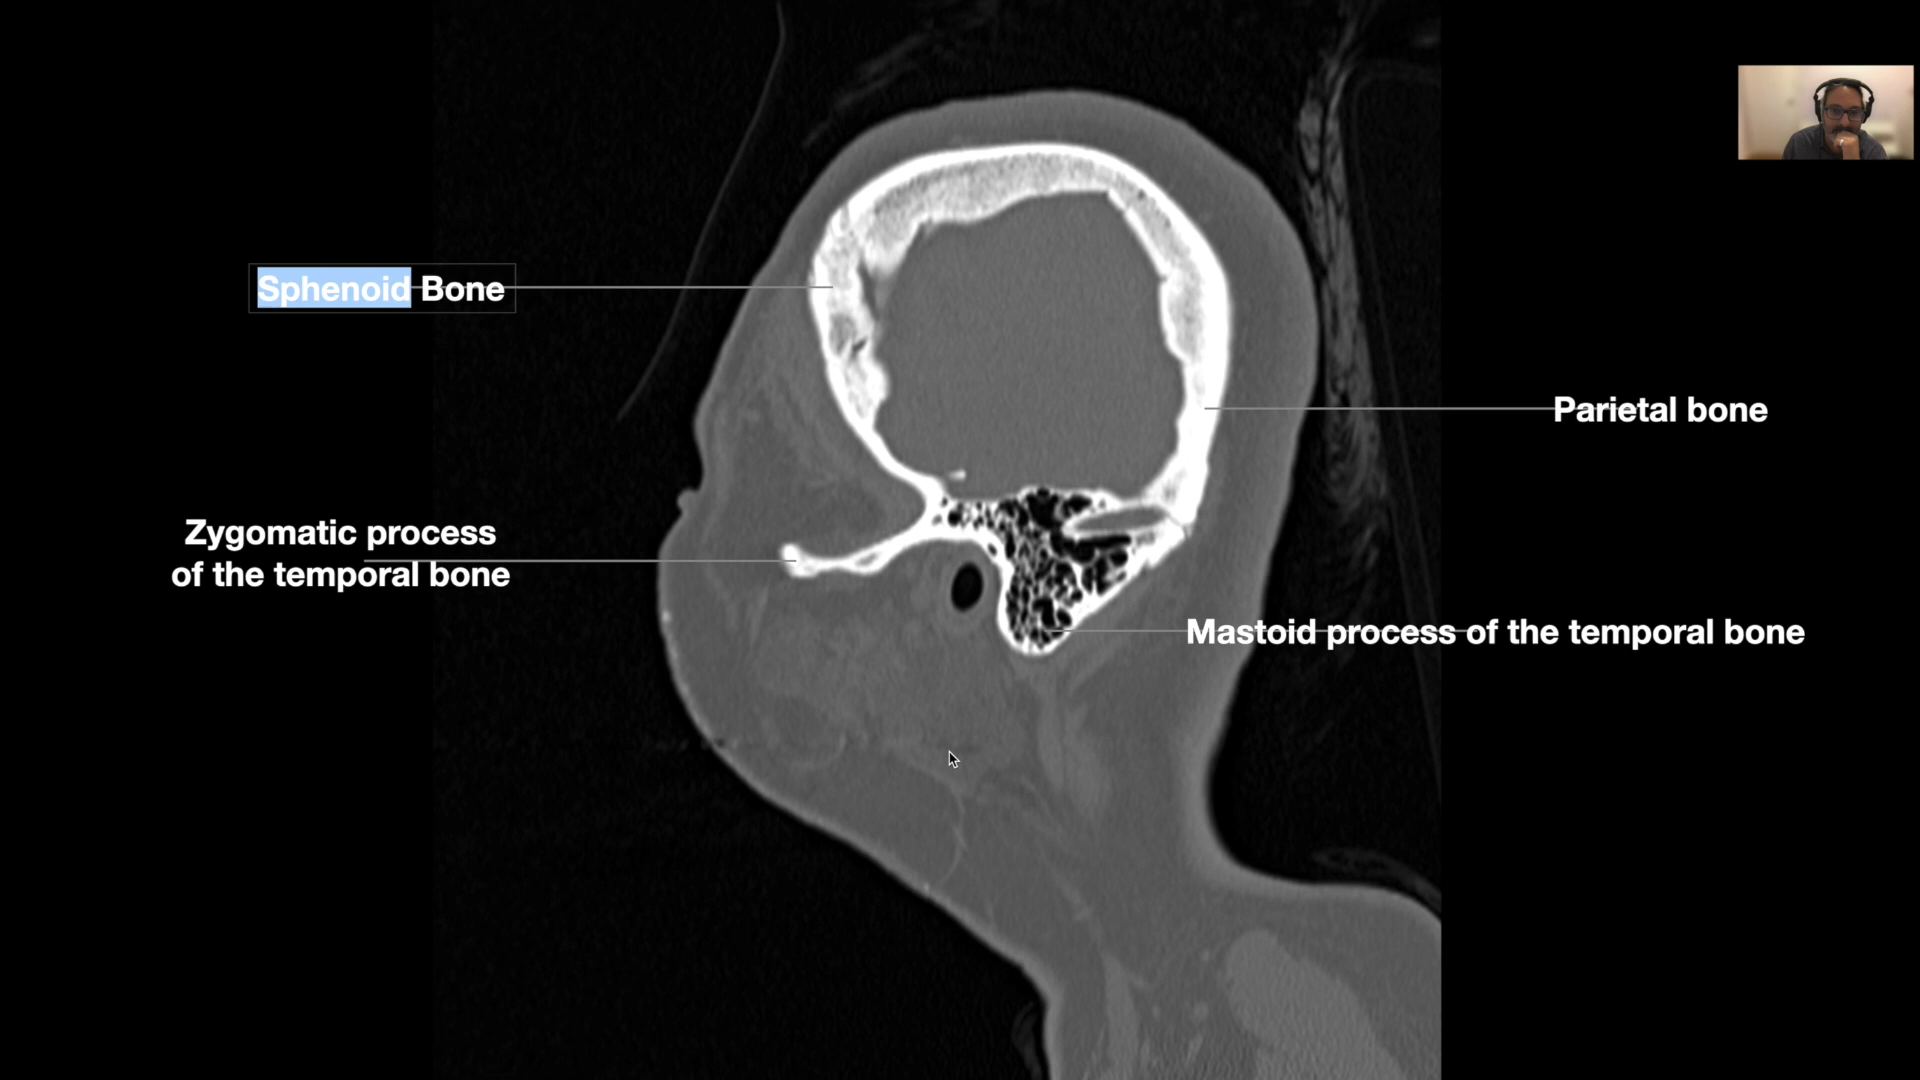 Sphenoid Bone
Parietal bone
Zygomatic process
of the temporal bone
Mastoid process of the temporal bone